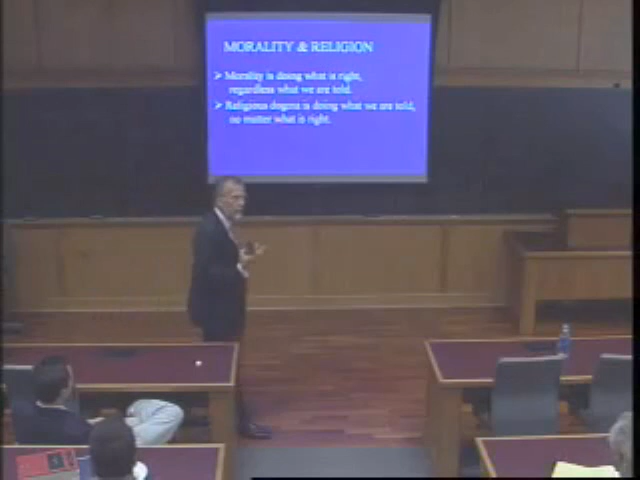 MORALITY & RELIGION
➤ Morality is doing what is right,
regardless what we are told.
➤ Religious dogma is doing what we are told,
no matter what is right.